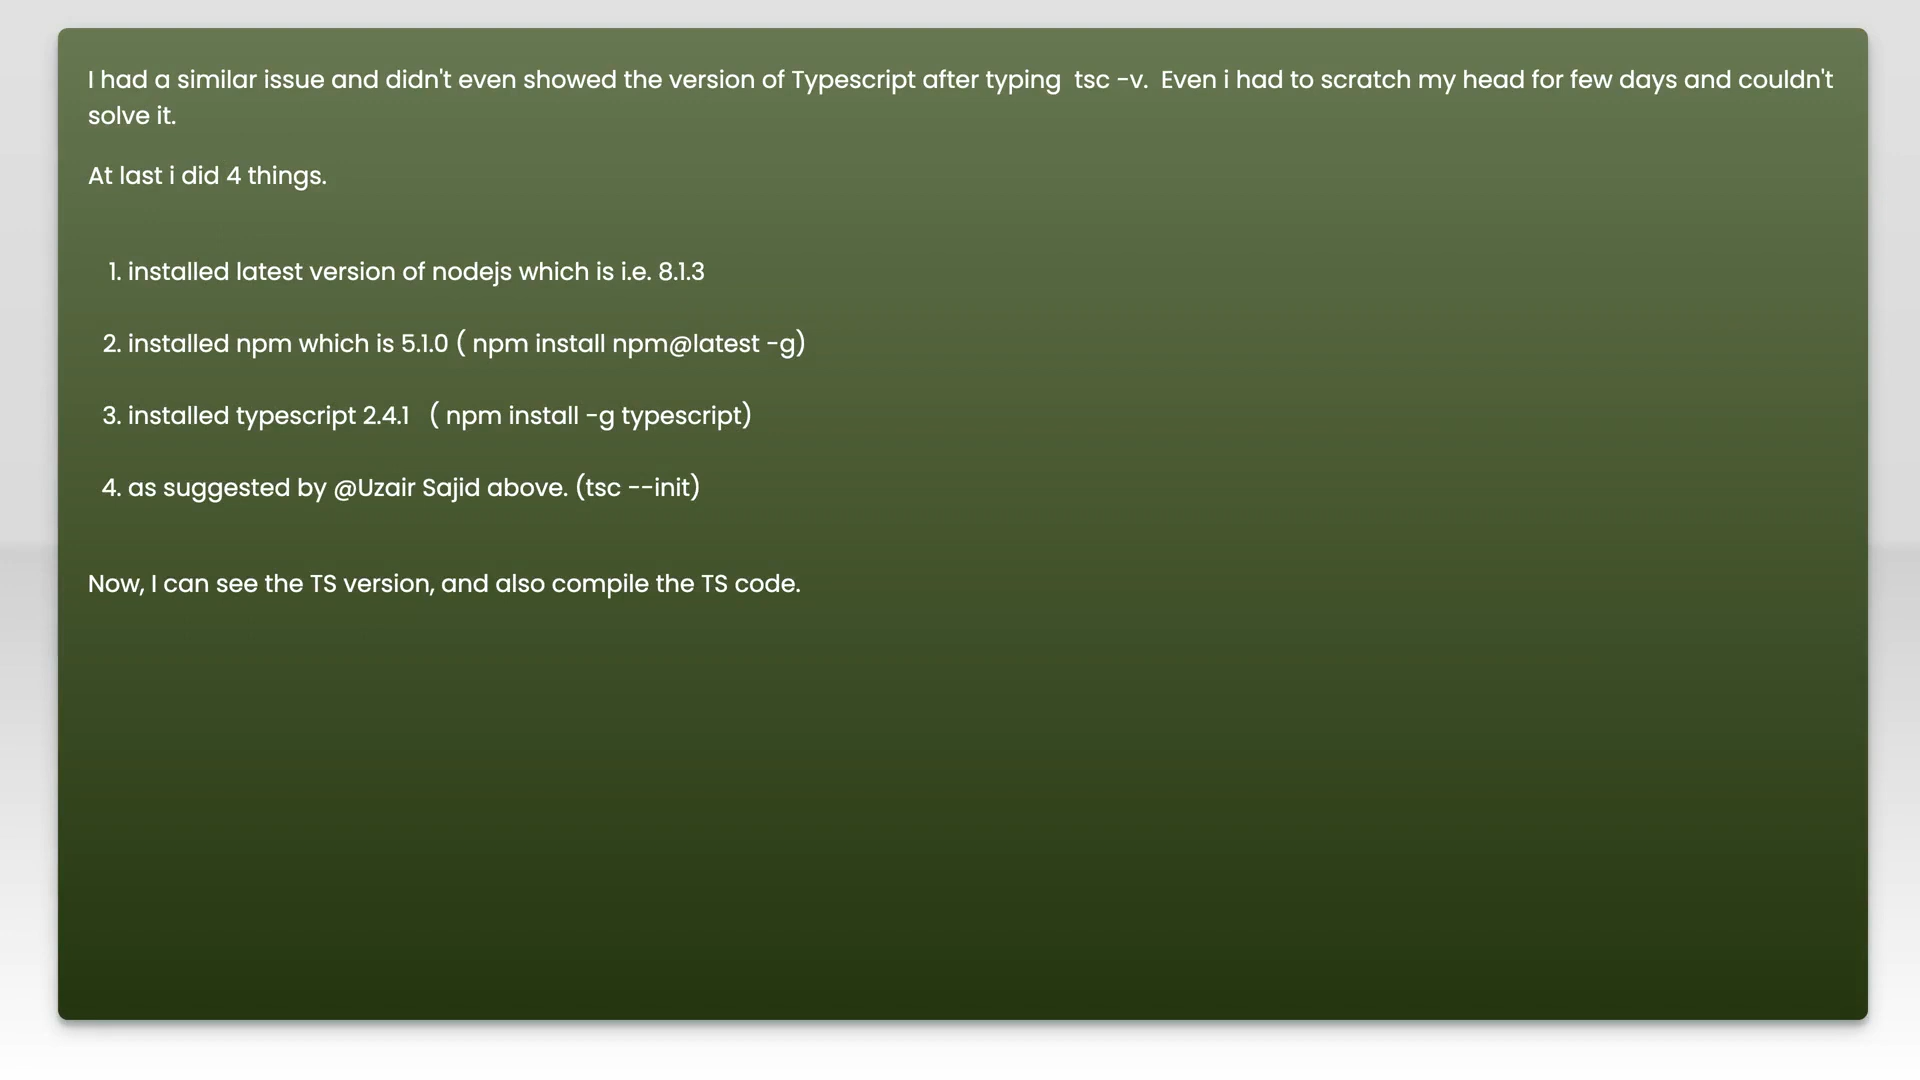 I had a similar issue and didn't even showed the version of Typescript after typing  tsc -v.  Even i had to scratch my head for few days and couldn't
solve it.
At last i did 4 things.
1. installed latest version of nodejs which is i.e. 8.1.3
2. installed npm which is 5.1.0 ( npm install npm@latest -g)
3. installed typescript 2.4.1   ( npm install -g typescript)
4. as suggested by @Uzair Sajid above. (tsc --init)
Now, I can see the TS version, and also compile the TS code.